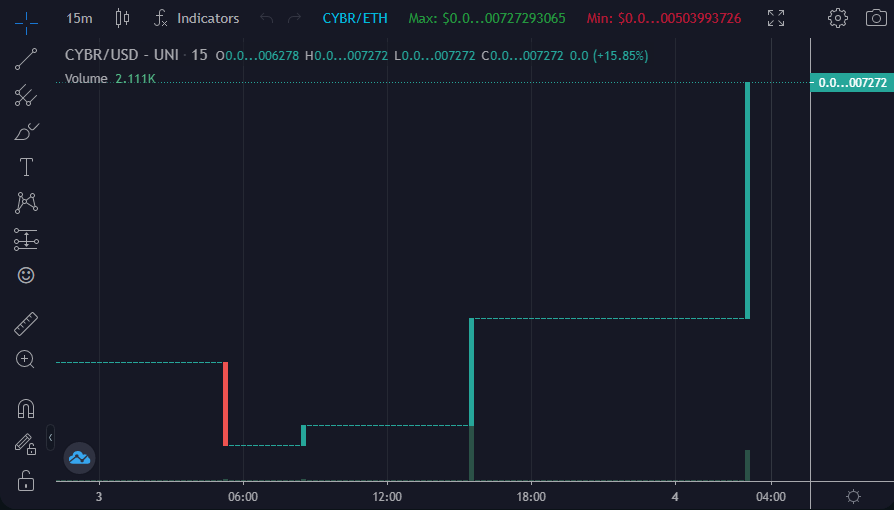 15m Indicators CYBR/ETH Max: $0.0...00727293065 Min: $0.0...00503993726
CYBR/USD - UNI · 15 O0.0...006278 H0.0...007272 L0.0...007272 C0.0...007272 0.0 (+15.85%)
Volume 2.111K
0.0...007272
3 06:00 12:00 18:00 4 04:00